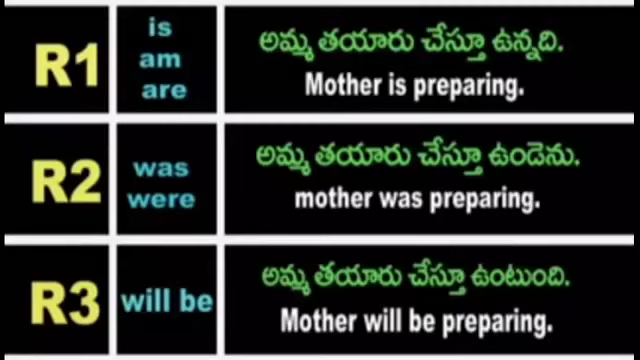 R1
is
am
are
అమ్మ తయారు చేస్తూ ఉన్నది.
Mother is preparing.
R2
was
were
అమ్మ తయారు చేస్తూ ఉండెను.
mother was preparing.
R3
will be
అమ్మ తయారు చేస్తూ ఉంటుంది.
Mother will be preparing.